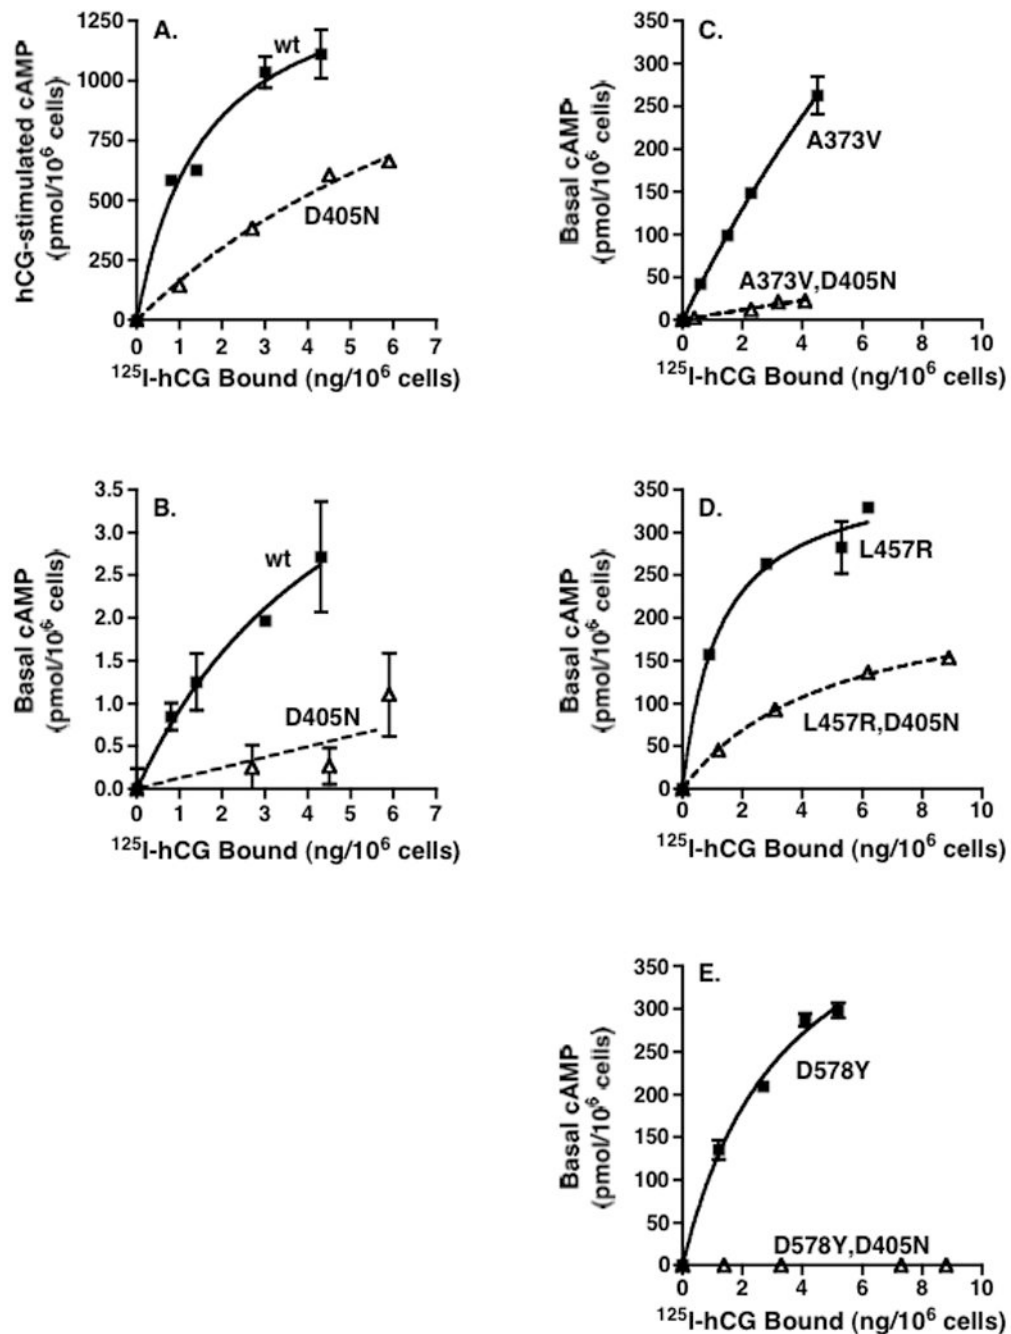 A.
hCG-stimulated cAMP
(pmol/10⁶ cells)
1250
1000
750
500
250
0
wt
D405N
0 1 2 3 4 5 6 7
¹²⁵I-hCG Bound (ng/10⁶ cells)
C.
Basal cAMP
(pmol/10⁶ cells)
350
300
250
200
150
100
50
0
A373V
A373V,D405N
0 2 4 6 8 10
¹²⁵I-hCG Bound (ng/10⁶ cells)
B.
Basal cAMP
(pmol/10⁶ cells)
3.5
3.0
2.5
2.0
1.5
1.0
0.5
0.0
wt
D405N
0 1 2 3 4 5 6 7
¹²⁵I-hCG Bound (ng/10⁶ cells)
D.
Basal cAMP
(pmol/10⁶ cells)
350
300
250
200
150
100
50
0
L457R
L457R,D405N
0 2 4 6 8 10
¹²⁵I-hCG Bound (ng/10⁶ cells)
E.
Basal cAMP
(pmol/10⁶ cells)
350
300
250
200
150
100
50
0
D578Y
D578Y,D405N
0 2 4 6 8 10
¹²⁵I-hCG Bound (ng/10⁶ cells)